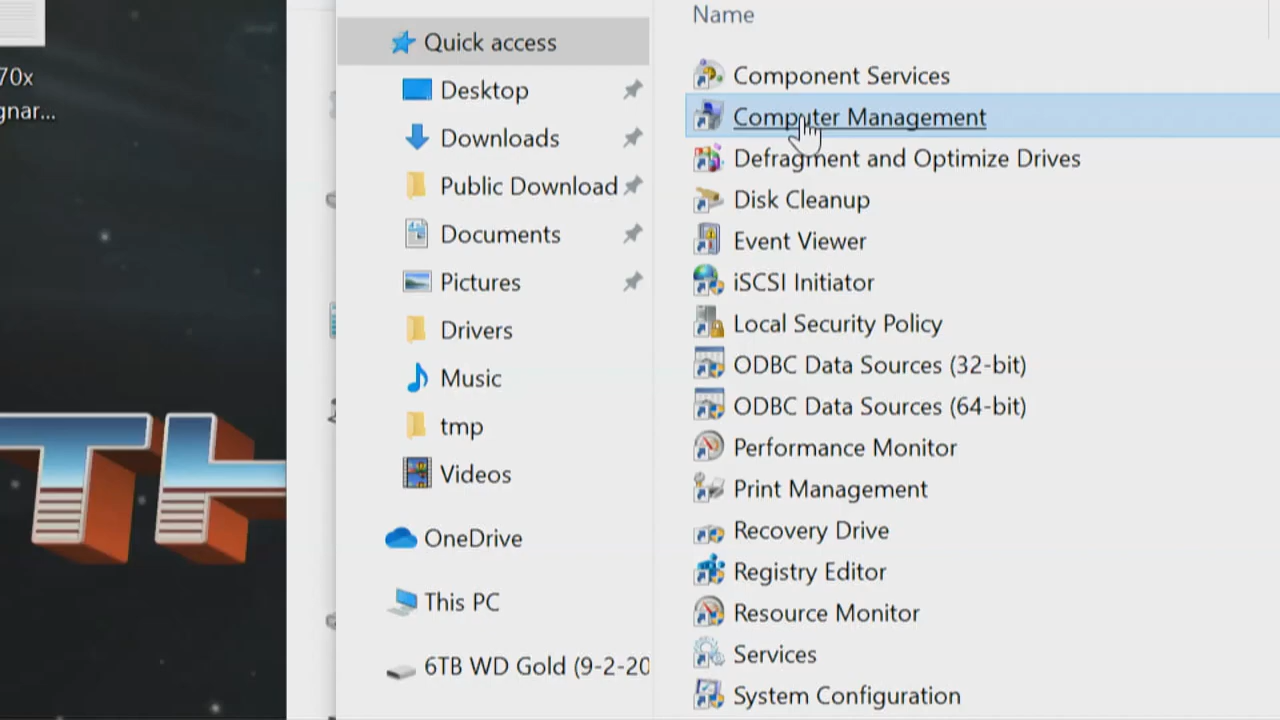 70x
gnar...
TH
Quick access
Desktop
Downloads
Public Download
Documents
Pictures
Drivers
Music
tmp
Videos
OneDrive
This PC
6TB WD Gold (9-2-20
Name
Component Services
Computer Management
Defragment and Optimize Drives
Disk Cleanup
Event Viewer
iSCSI Initiator
Local Security Policy
ODBC Data Sources (32-bit)
ODBC Data Sources (64-bit)
Performance Monitor
Print Management
Recovery Drive
Registry Editor
Resource Monitor
Services
System Configuration